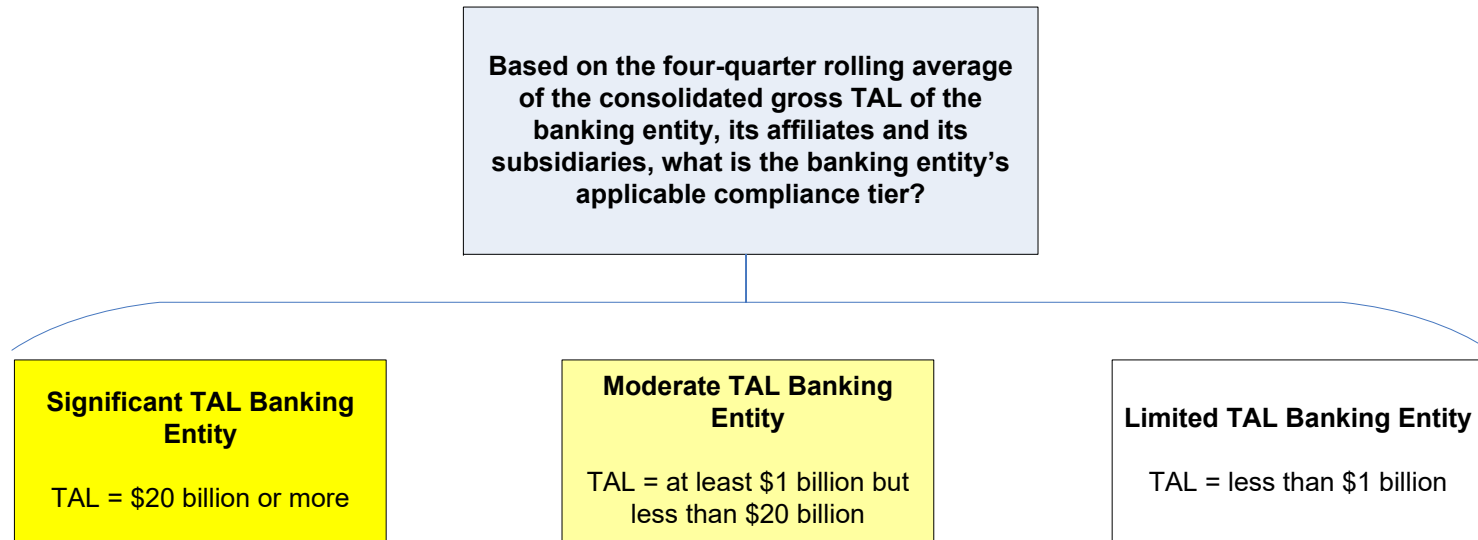 Based on the four-quarter rolling average
of the consolidated gross TAL of the
banking entity, its affiliates and its
subsidiaries, what is the banking entity’s
applicable compliance tier?
Significant TAL Banking
Entity
TAL = $20 billion or more
Moderate TAL Banking
Entity
TAL = at least $1 billion but
less than $20 billion
Limited TAL Banking Entity
TAL = less than $1 billion